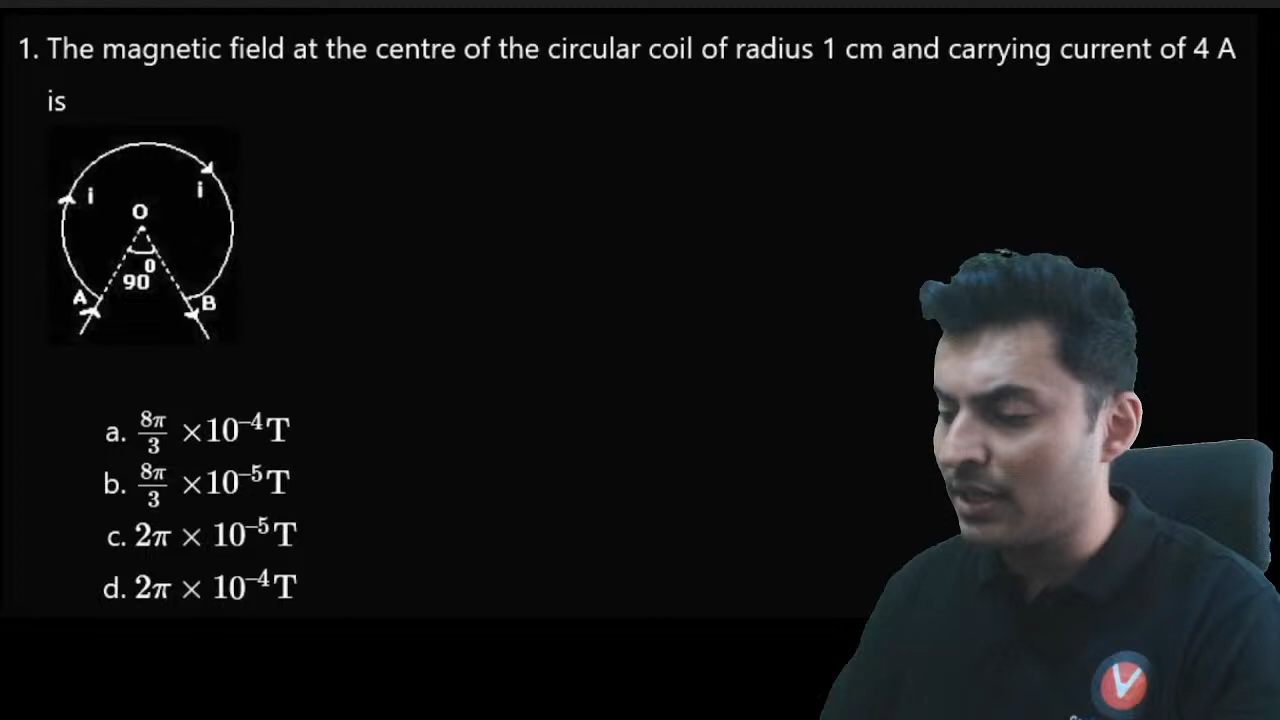 1. The magnetic field at the centre of the circular coil of radius 1 cm and carrying current of 4 A
is
i
i
O
0
90
A
B
a. 8π/3 ×10⁻⁴T
b. 8π/3 ×10⁻⁵T
c. 2π × 10⁻⁵T
d. 2π × 10⁻⁴T
V